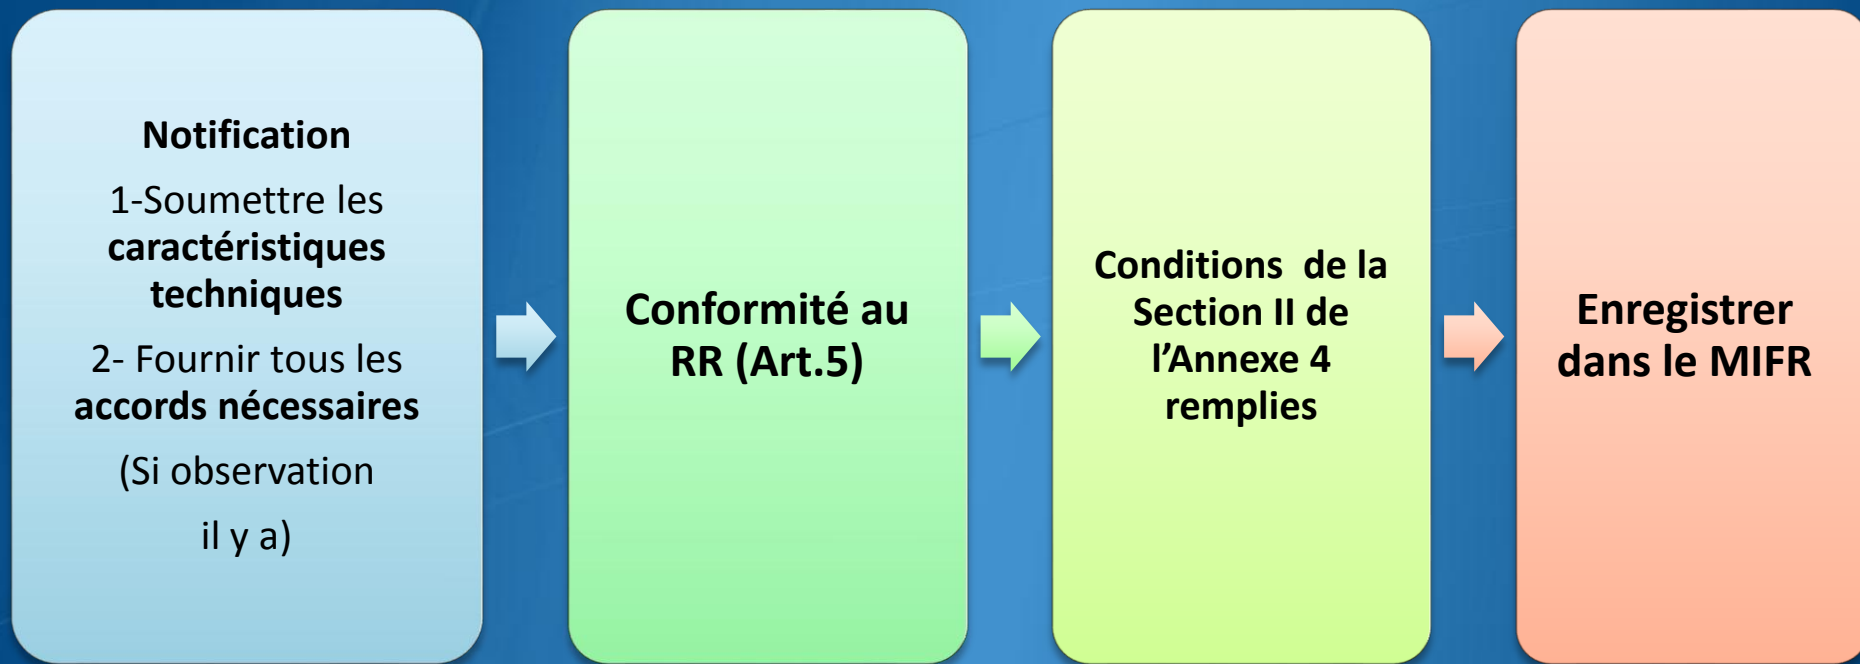 Notification
1-Soumettre les
caractéristiques
techniques
2- Fournir tous les
accords nécessaires
(Si observation
il y a)
Conformité au
RR (Art.5)
Conditions de la
Section II de
l’Annexe 4
remplies
Enregistrer
dans le MIFR